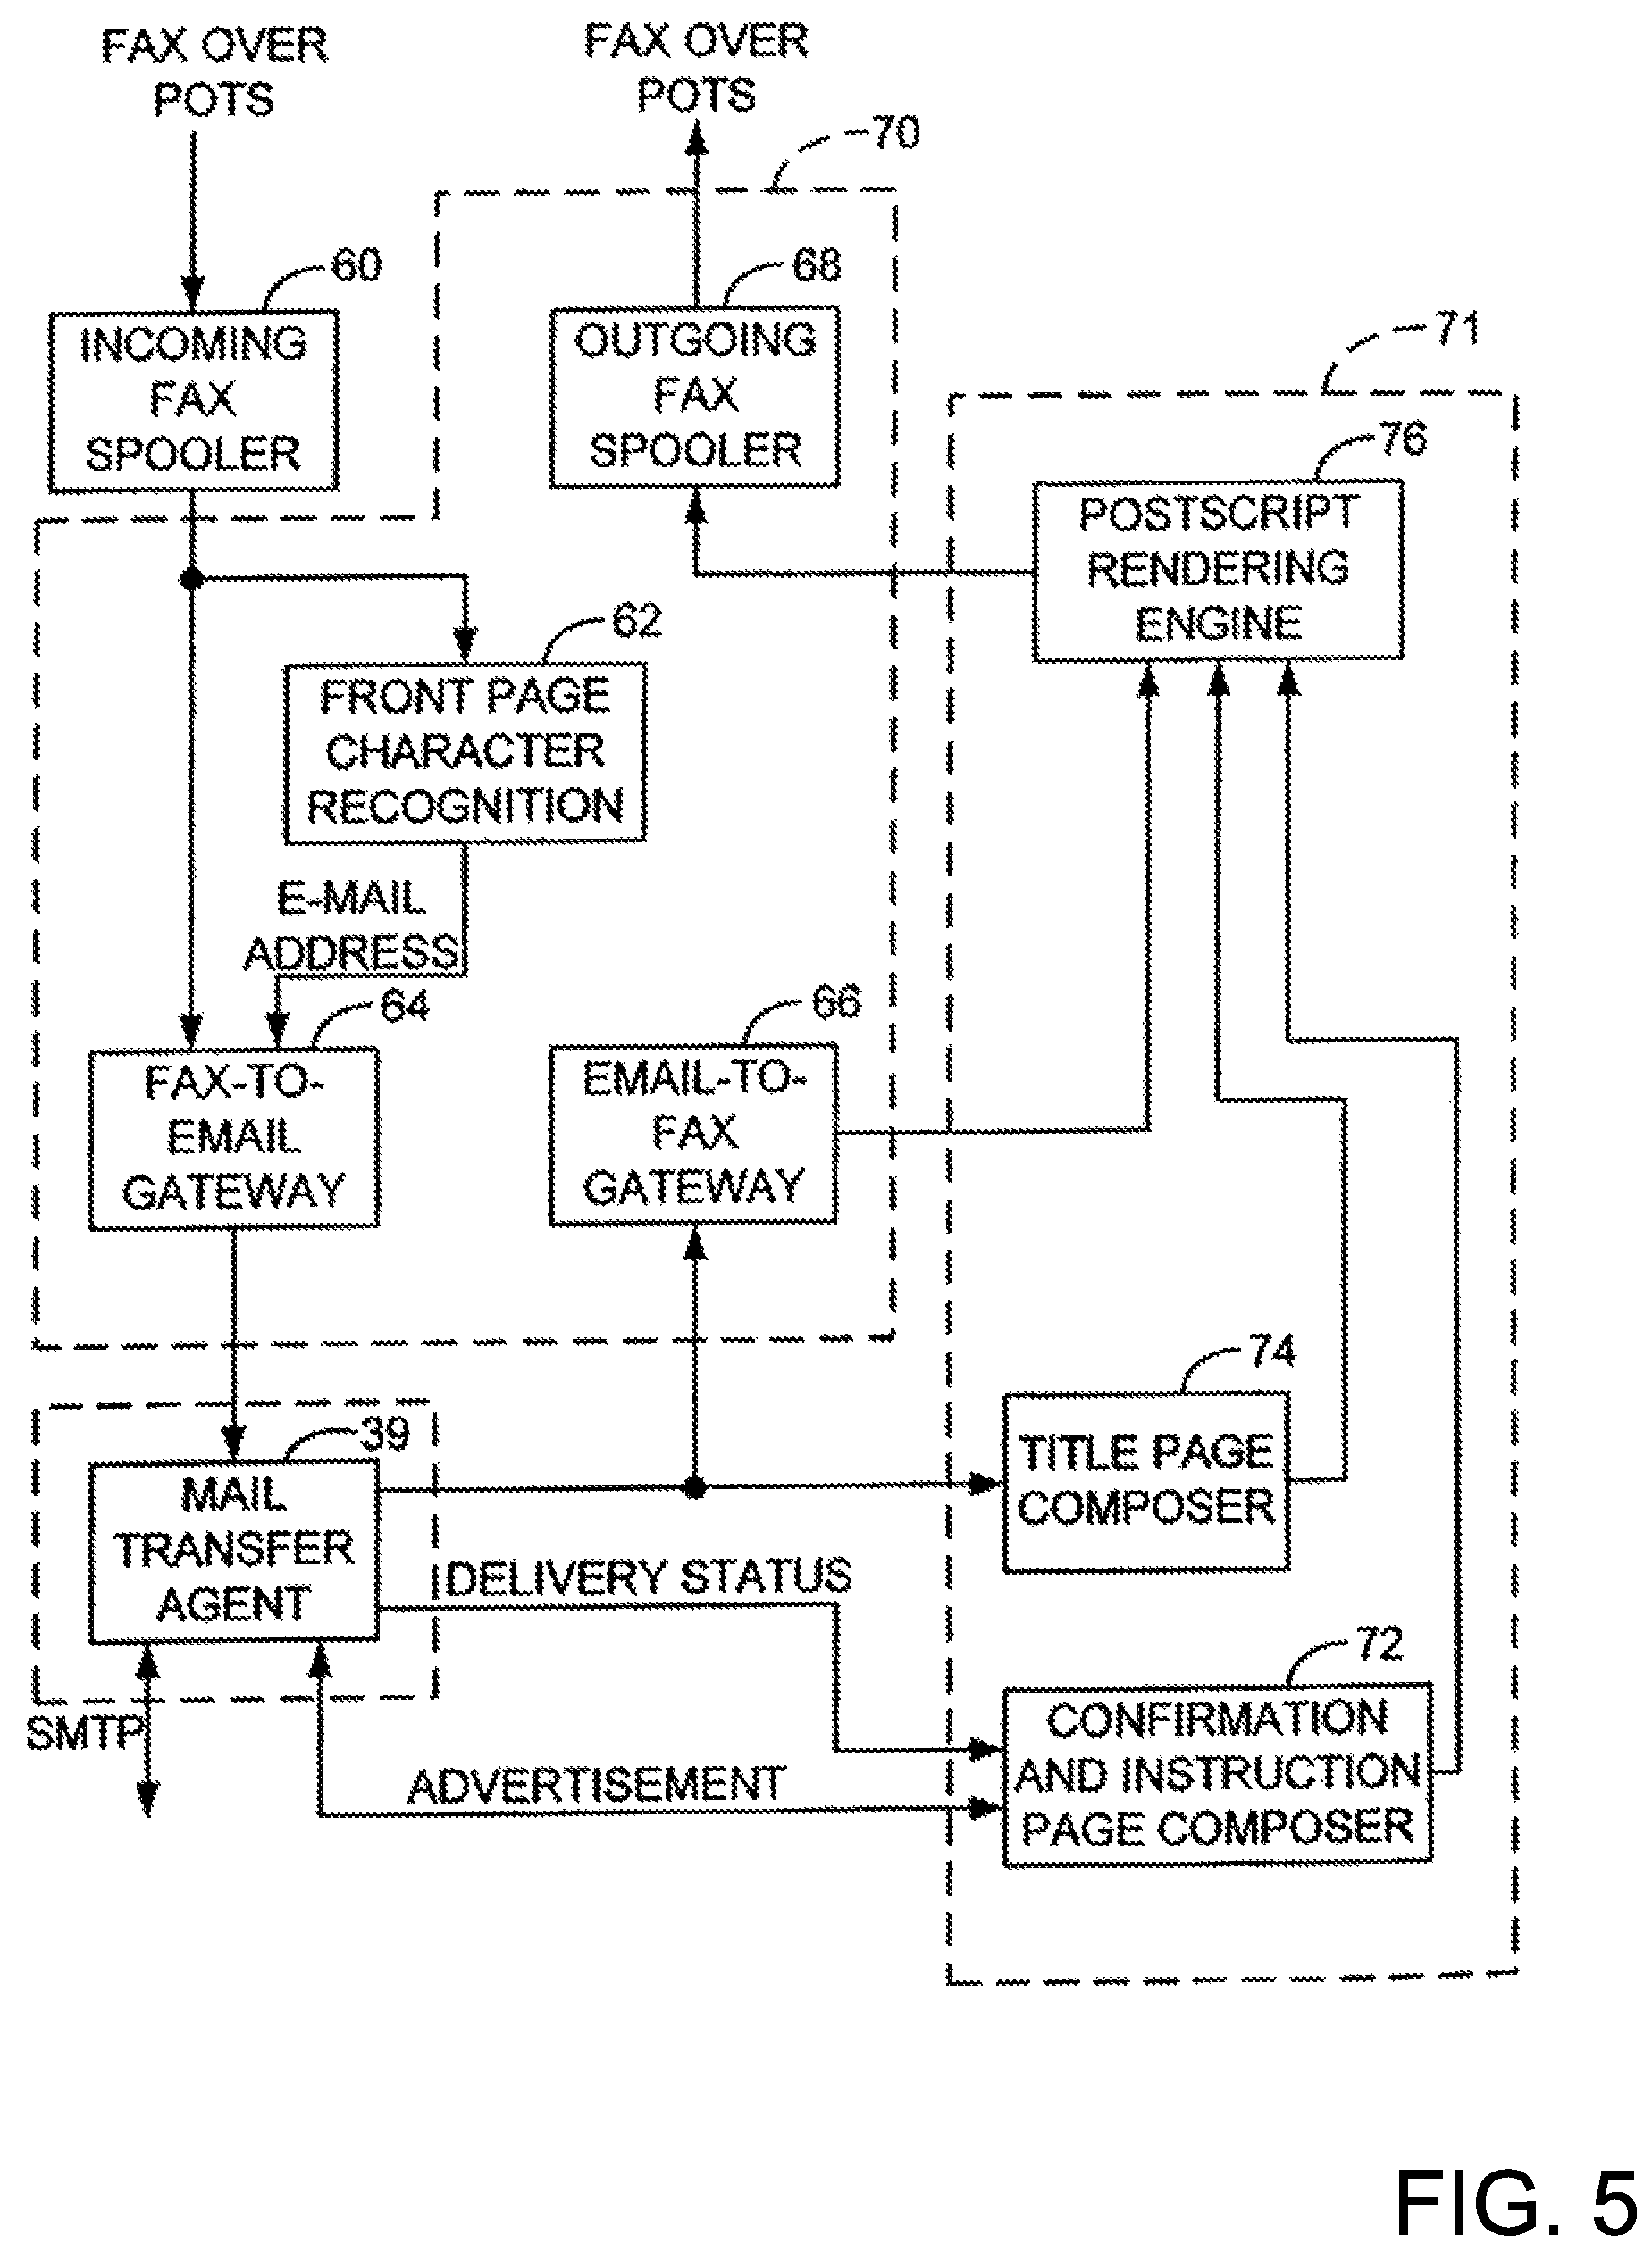 FAX OVER
POTS
FAX OVER
POTS
70
60
INCOMING
FAX
SPOOLER
68
OUTGOING
FAX
SPOOLER
71
76
POSTSCRIPT
RENDERING
ENGINE
62
FRONT PAGE
CHARACTER
RECOGNITION
E-MAIL
ADDRESS
64
FAX-TO-
EMAIL
GATEWAY
66
EMAIL-TO-
FAX
GATEWAY
74
TITLE PAGE
COMPOSER
39
MAIL
TRANSFER
AGENT
DELIVERY STATUS
72
CONFIRMATION
AND INSTRUCTION
PAGE COMPOSER
SMTP
ADVERTISEMENT
FIG. 5